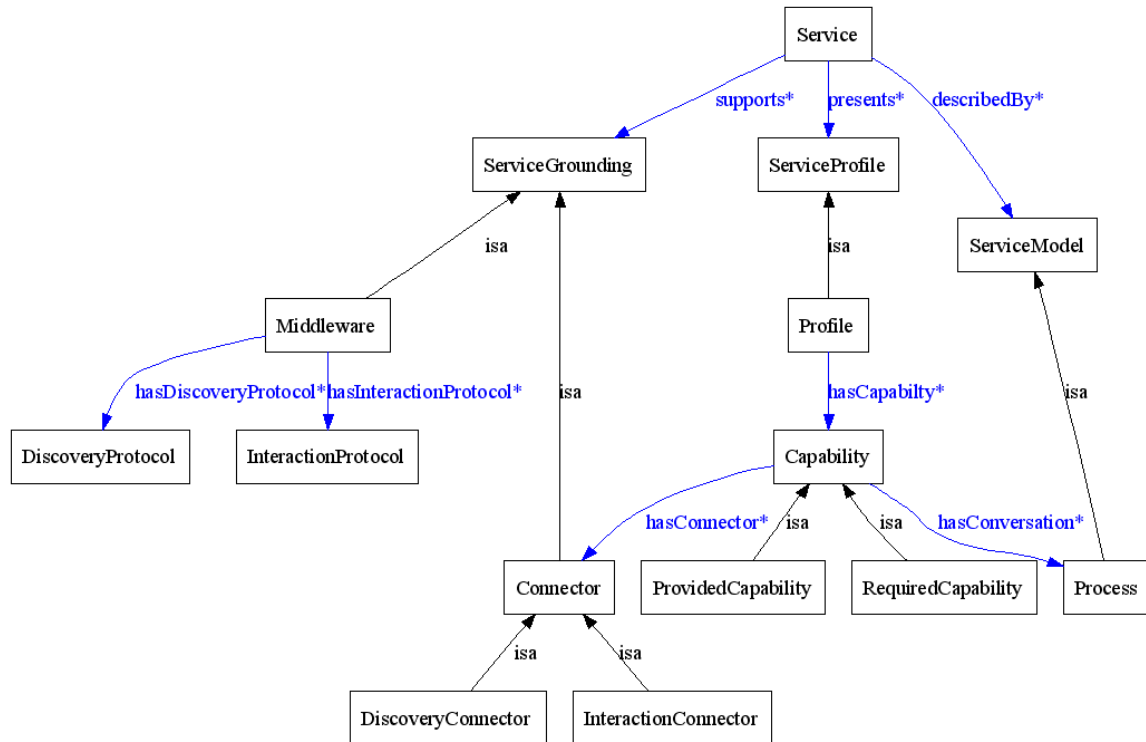 Service
supports*
presents*
describedBy*
ServiceGrounding
ServiceProfile
ServiceModel
isa
isa
Middleware
Profile
hasDiscoveryProtocol*
hasInteractionProtocol*
isa
hasCapabilty*
isa
DiscoveryProtocol
InteractionProtocol
Capability
hasConnector*
isa
isa
hasConversation*
Connector
ProvidedCapability
RequiredCapability
Process
isa
isa
DiscoveryConnector
InteractionConnector